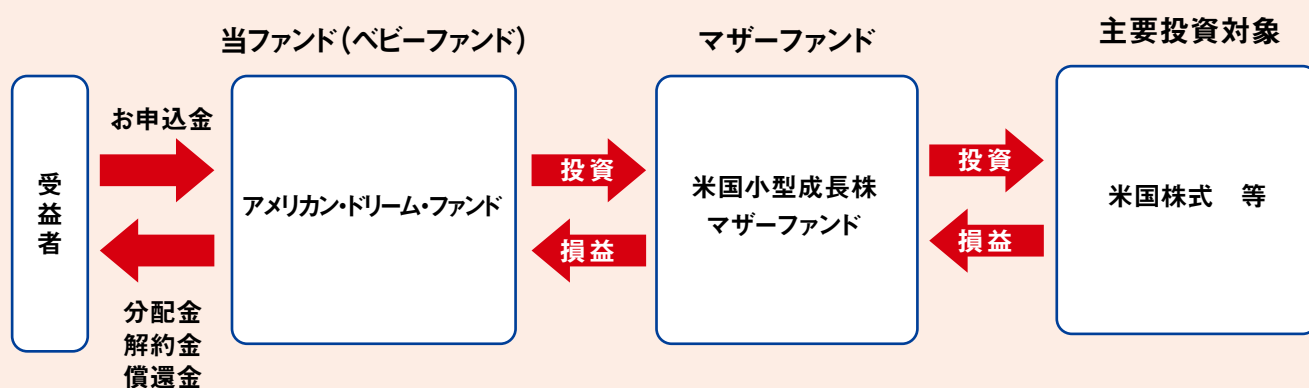 当ファンド（ベビーファンド）
マザーファンド
主要投資対象
受益者
お申込金
分配金
解約金
償還金
アメリカン・ドリーム・ファンド
投資
損益
米国小型成長株
マザーファンド
投資
損益
米国株式　等